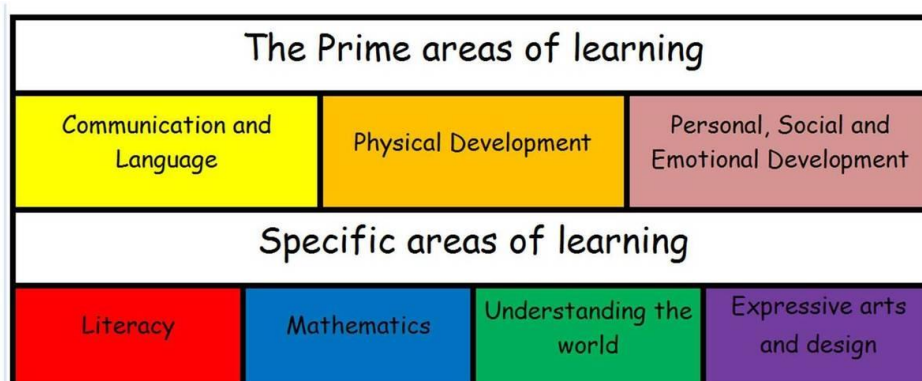 The Prime areas of learning
Communication and
Language
Physical Development
Personal, Social and
Emotional Development
Specific areas of learning
Literacy
Mathematics
Understanding the
world
Expressive arts
and design